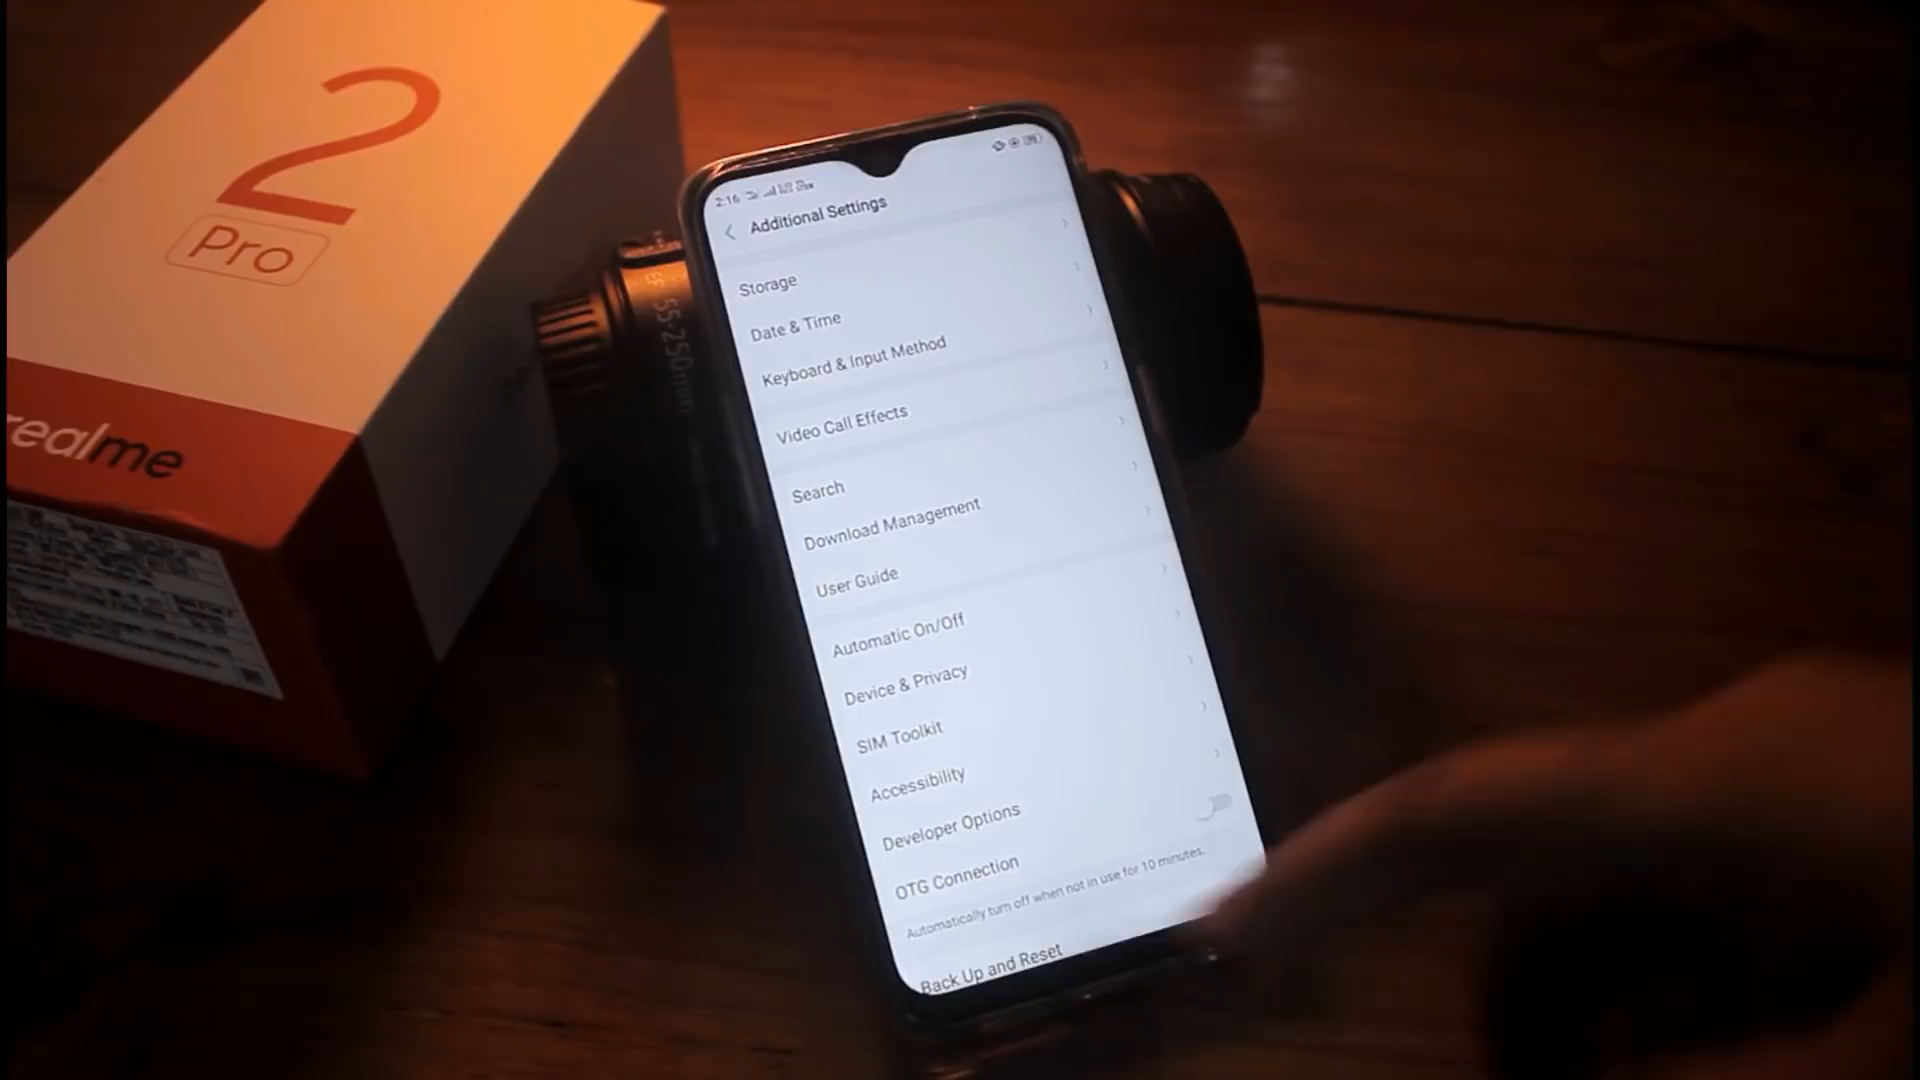 2
Pro
realme
EF 55-250mm
2:16
Additional Settings
Storage
Date & Time
Keyboard & Input Method
Video Call Effects
Search
Download Management
User Guide
Automatic On/Off
Device & Privacy
SIM Toolkit
Accessibility
Developer Options
OTG Connection
Automatically turn off when not in use for 10 minutes.
Back Up and Reset